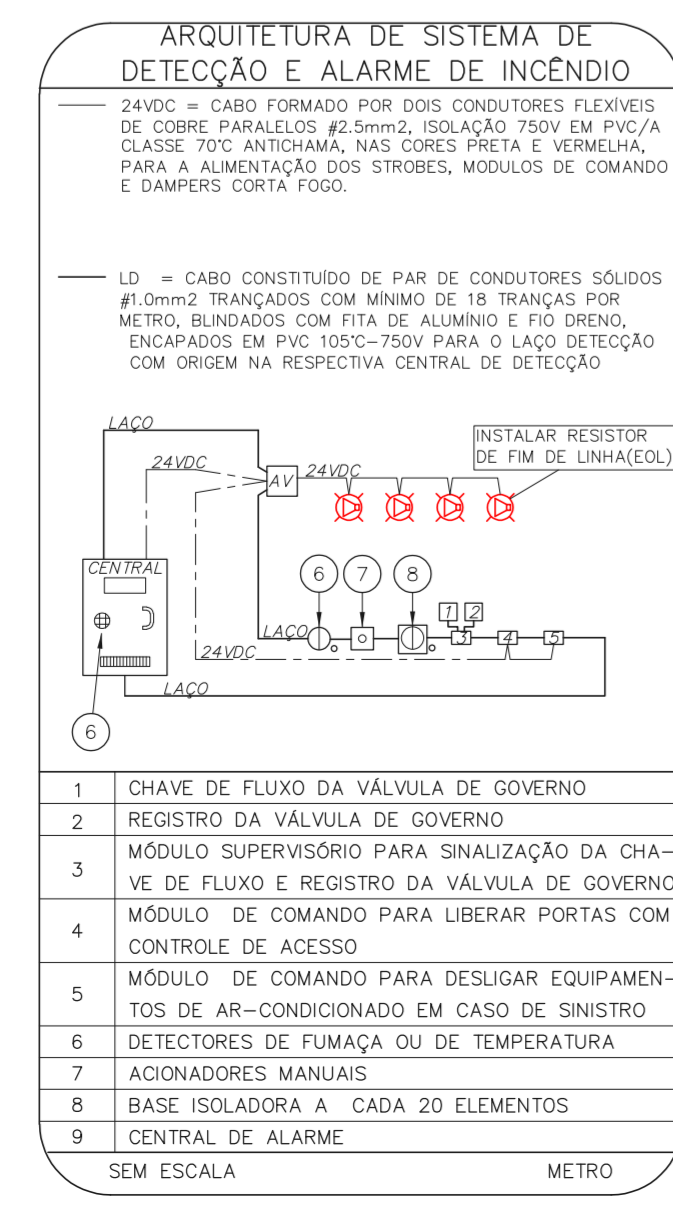 ARQUITETURA DE SISTEMA DE
DETECÇÃO E ALARME DE INCÊNDIO
24VDC = CABO FORMADO POR DOIS CONDUTORES FLEXÍVEIS
DE COBRE PARALELOS #2.5mm2, ISOLAÇÃO 750V EM PVC/A
CLASSE 70°C ANTICHAMA, NAS CORES PRETA E VERMELHA,
PARA A ALIMENTAÇÃO DOS STROBES, MODULOS DE COMANDO
E DAMPERS CORTA FOGO.
LD = CABO CONSTITUÍDO DE PAR DE CONDUTORES SÓLIDOS
#1.0mm2 TRANÇADOS COM MÍNIMO DE 18 TRANÇAS POR
METRO, BLINDADOS COM FITA DE ALUMÍNIO E FIO DRENO,
ENCAPADOS EM PVC 105°C-750V PARA O LAÇO DETECÇÃO
COM ORIGEM NA RESPECTIVA CENTRAL DE DETECÇÃO
LAÇO
INSTALAR RESISTOR
DE FIM DE LINHA(EOL)
24VDC
AV
24VDC
CENTRAL
6
7
8
1
2
LAÇO
3
4
5
24VDC
LAÇO
6
1 CHAVE DE FLUXO DA VÁLVULA DE GOVERNO
2 REGISTRO DA VÁLVULA DE GOVERNO
3 MÓDULO SUPERVISÓRIO PARA SINALIZAÇÃO DA CHA-
VE DE FLUXO E REGISTRO DA VÁLVULA DE GOVERNO
4 MÓDULO DE COMANDO PARA LIBERAR PORTAS COM
CONTROLE DE ACESSO
5 MÓDULO DE COMANDO PARA DESLIGAR EQUIPAMEN-
TOS DE AR-CONDICIONADO EM CASO DE SINISTRO
6 DETECTORES DE FUMAÇA OU DE TEMPERATURA
7 ACIONADORES MANUAIS
8 BASE ISOLADORA A CADA 20 ELEMENTOS
9 CENTRAL DE ALARME
SEM ESCALA METRO